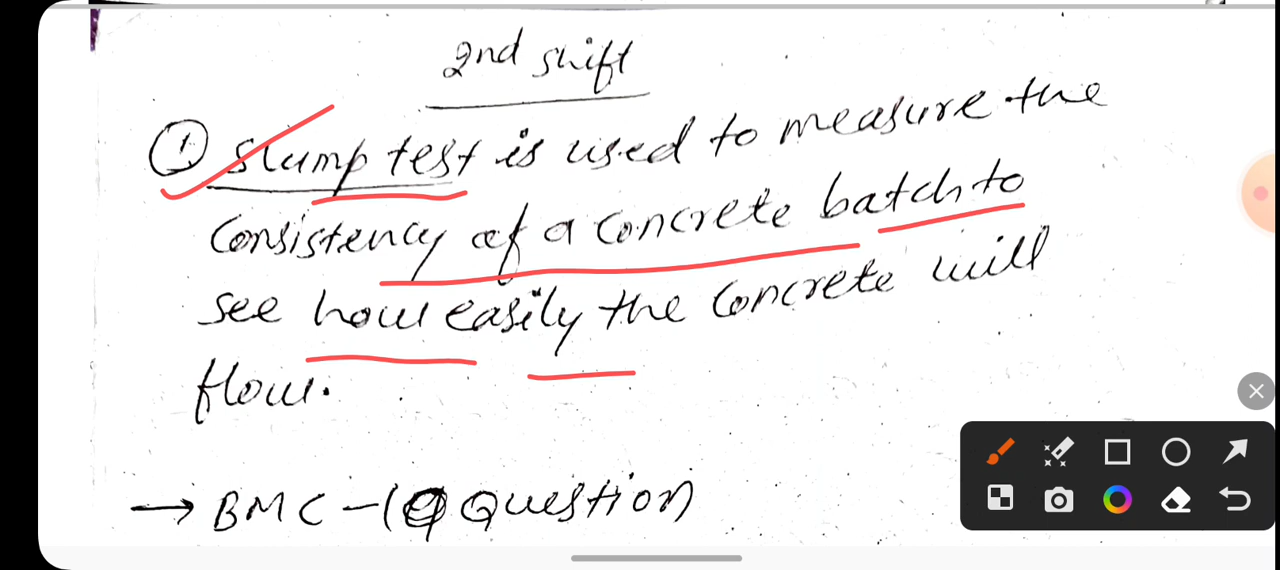 2nd shift
① Slump test is used to measure the
Consistency of a concrete batch to
see how easily the concrete will
flow.
→ BMC - Question